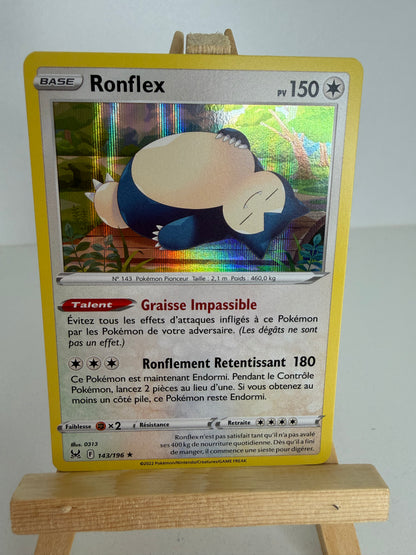 BASE Ronflex PV 150
N° 143 Pokémon Pionceur Taille : 2,1 m Poids : 460,0 kg
Talent Graisse Impassible
Évitez tous les effets d'attaques infligés à ce Pokémon
par les Pokémon de votre adversaire. (Les dégâts ne sont
pas un effet.)
Ronflement Retentissant 180
Ce Pokémon est maintenant Endormi. Pendant le Contrôle
Pokémon, lancez 2 pièces au lieu d'une. Si vous obtenez au
moins un côté pile, ce Pokémon reste Endormi.
Faiblesse ×2 Résistance Retraite
Illus. 0313
F 143/196 ★
Ronflex n'est pas satisfait tant qu'il n'a pas avalé
ses 400 kg de nourriture quotidienne. Dès qu'il a fini
de manger, il commence une sieste pour digérer.
©2022 Pokémon/Nintendo/Creatures/GAME FREAK